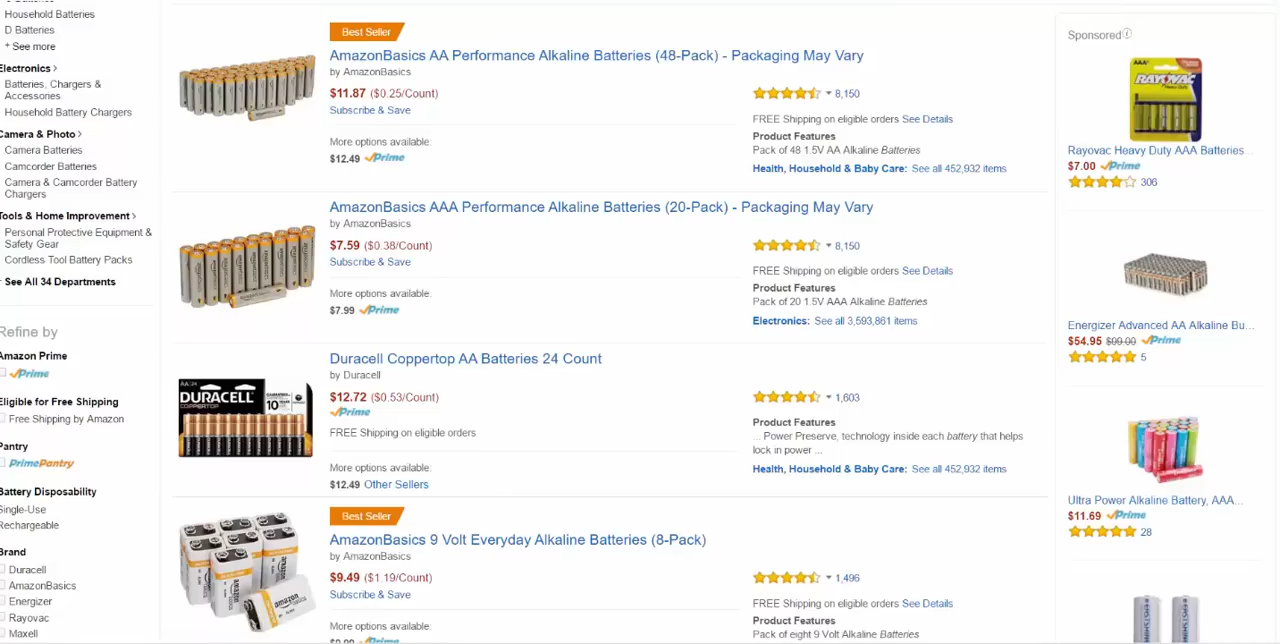 Household Batteries
D Batteries
+ See more
Electronics ›
Batteries, Chargers &
Accessories
Household Battery Chargers
Camera & Photo ›
Camera Batteries
Camcorder Batteries
Camera & Camcorder Battery
Chargers
Tools & Home Improvement ›
Personal Protective Equipment &
Safety Gear
Cordless Tool Battery Packs
See All 34 Departments
Refine by
Amazon Prime
Prime
Eligible for Free Shipping
Free Shipping by Amazon
Pantry
PrimePantry
Battery Disposability
Single-Use
Rechargeable
Brand
Duracell
AmazonBasics
Energizer
Rayovac
Maxell
Best Seller
AmazonBasics AA Performance Alkaline Batteries (48-Pack) - Packaging May Vary
by AmazonBasics
$11.87 ($0.25/Count)
Subscribe & Save
More options available:
$12.49 Prime
8,150
FREE Shipping on eligible orders See Details
Product Features
Pack of 48 1.5V AA Alkaline Batteries
Health, Household & Baby Care: See all 452,932 items
AmazonBasics AAA Performance Alkaline Batteries (20-Pack) - Packaging May Vary
by AmazonBasics
$7.59 ($0.38/Count)
Subscribe & Save
More options available:
$7.99 Prime
8,150
FREE Shipping on eligible orders See Details
Product Features
Pack of 20 1.5V AAA Alkaline Batteries
Electronics: See all 3,593,861 items
DURACELL
COPPERTOP
Duracell Coppertop AA Batteries 24 Count
by Duracell
$12.72 ($0.53/Count)
Prime
FREE Shipping on eligible orders
More options available:
$12.49 Other Sellers
1,603
Product Features
... Power Preserve, technology inside each battery that helps
lock in power ...
Health, Household & Baby Care: See all 452,932 items
Best Seller
AmazonBasics 9 Volt Everyday Alkaline Batteries (8-Pack)
by AmazonBasics
$9.49 ($1.19/Count)
Subscribe & Save
More options available:
$9.99 Prime
1,496
FREE Shipping on eligible orders See Details
Product Features
Pack of eight 9 Volt Alkaline Batteries
amazon
Sponsored
AAA
RAYOVAC
Rayovac Heavy Duty AAA Batteries...
$7.00 Prime
306
Energizer Advanced AA Alkaline Bu...
$54.95 $99.00 Prime
5
Ultra Power Alkaline Battery, AAA...
$11.69 Prime
28